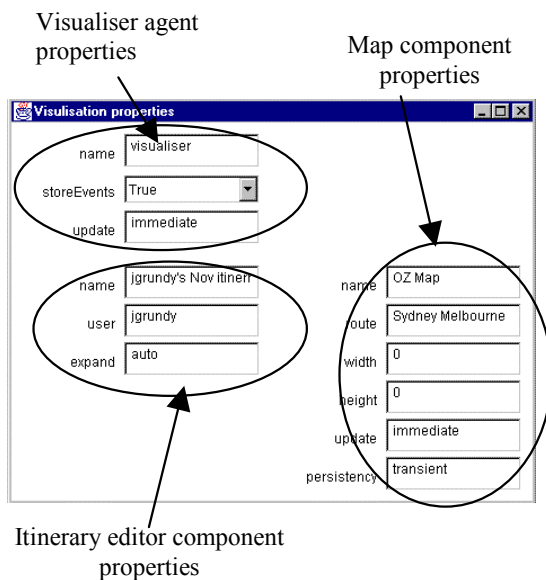 Visualiser agent
properties
Map component
properties
Visulisation properties
name visualiser
storeEvents True
update immediate
name jgrundy's Nov itinerr
user jgrundy
expand auto
name OZ Map
route Sydney Melbourne
width 0
height 0
update immediate
persistency transient
Itinerary editor component
properties